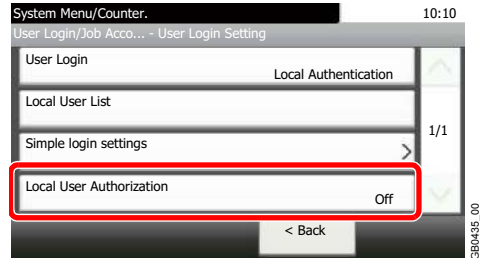 System Menu/Counter.
10:10
User Login/Job Acco... - User Login Setting
User Login
Local Authentication
Local User List
1/1
Simple login settings
Local User Authorization
Off
< Back
GB0435_00